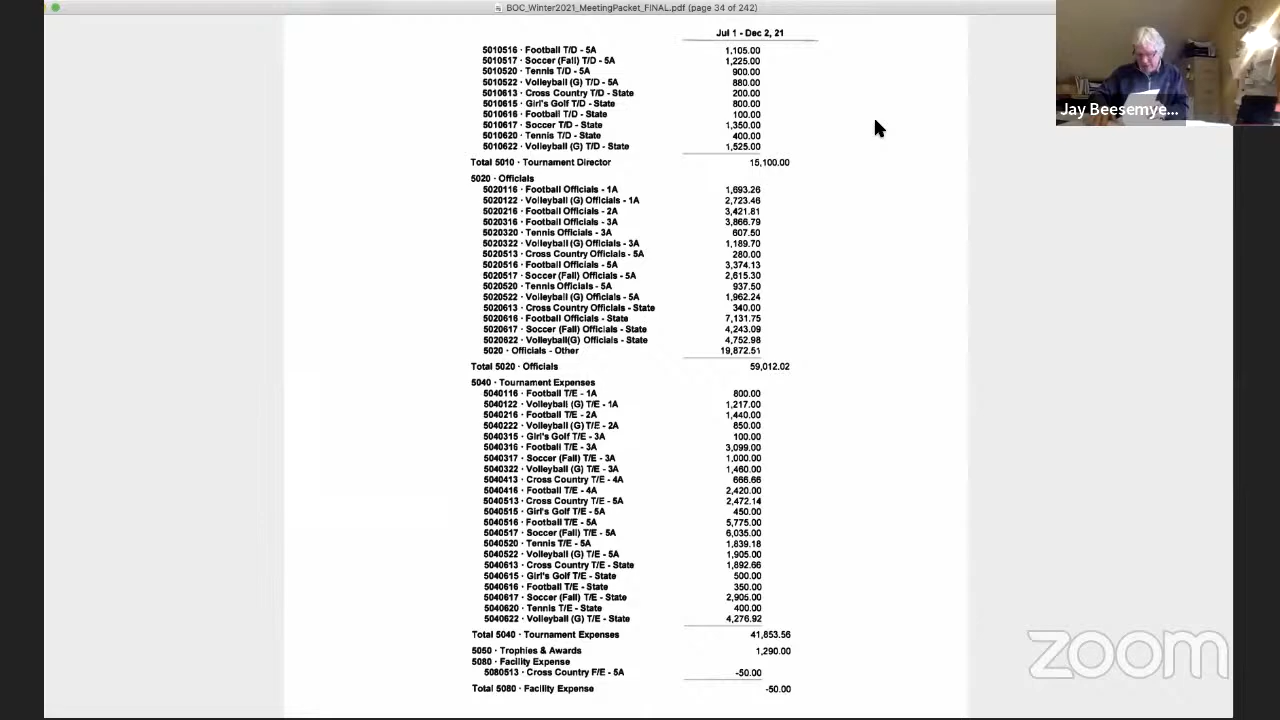 BOC_Winter2021_MeetingPacket_FINAL.pdf (page 34 of 242)
Jul 1 - Dec 2, 21
5010516 · Football T/D - 5A 1,105.00
5010517 · Soccer (Fall) T/D - 5A 1,225.00
5010520 · Tennis T/D - 5A 900.00
5010522 · Volleyball (G) T/D - 5A 880.00
5010613 · Cross Country T/D - State 200.00
5010615 · Girl's Golf T/D - State 800.00
5010616 · Football T/D - State 100.00
5010617 · Soccer T/D - State 1,350.00
5010620 · Tennis T/D - State 400.00
5010622 · Volleyball (G) T/D - State 1,525.00
Total 5010 · Tournament Director 15,100.00
5020 · Officials
5020116 · Football Officials - 1A 1,693.26
5020122 · Volleyball (G) Officials - 1A 2,723.46
5020216 · Football Officials - 2A 3,421.81
5020316 · Football Officials - 3A 3,866.79
5020320 · Tennis Officials - 3A 607.50
5020322 · Volleyball (G) Officials - 3A 1,189.70
5020513 · Cross Country Officials - 5A 280.00
5020516 · Football Officials - 5A 3,374.13
5020517 · Soccer (Fall) Officials - 5A 2,615.30
5020520 · Tennis Officials - 5A 937.50
5020522 · Volleyball (G) Officials - 5A 1,962.24
5020613 · Cross Country Officials - State 340.00
5020616 · Football Officials - State 7,131.75
5020617 · Soccer (Fall) Officials - State 4,243.09
5020622 · Volleyball(G) Officials - State 4,752.98
5020 · Officials - Other 19,872.51
Total 5020 · Officials 59,012.02
5040 · Tournament Expenses
5040116 · Football T/E - 1A 800.00
5040122 · Volleyball (G) T/E - 1A 1,217.00
5040216 · Football T/E - 2A 1,440.00
5040222 · Volleyball (G) T/E - 2A 850.00
5040315 · Girl's Golf T/E - 3A 100.00
5040316 · Football T/E - 3A 3,099.00
5040317 · Soccer (Fall) T/E - 3A 1,000.00
5040322 · Volleyball (G) T/E - 3A 1,460.00
5040413 · Cross Country T/E - 4A 666.66
5040416 · Football T/E - 4A 2,420.00
5040513 · Cross Country T/E - 5A 2,472.14
5040515 · Girl's Golf T/E - 5A 450.00
5040516 · Football T/E - 5A 5,775.00
5040517 · Soccer (Fall) T/E - 5A 6,035.00
5040520 · Tennis T/E - 5A 1,839.18
5040522 · Volleyball (G) T/E - 5A 1,905.00
5040613 · Cross Country T/E - State 1,892.66
5040615 · Girl's Golf T/E - State 500.00
5040616 · Football T/E - State 350.00
5040617 · Soccer (Fall) T/E - State 2,905.00
5040620 · Tennis T/E - State 400.00
5040622 · Volleyball (G) T/E - State 4,276.92
Total 5040 · Tournament Expenses 41,853.56
5050 · Trophies & Awards 1,290.00
5080 · Facility Expense
5080513 · Cross Country F/E - 5A -50.00
Total 5080 · Facility Expense -50.00
Jay Beesemye...
zoom